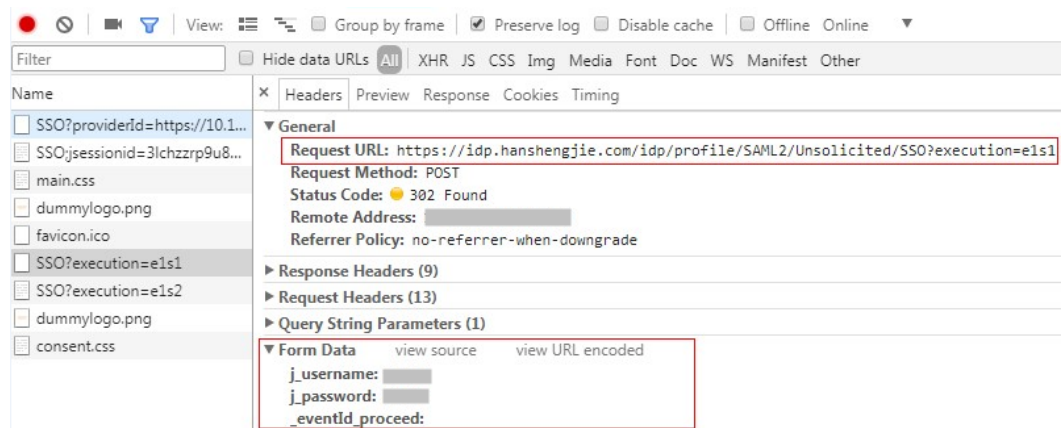 View: Group by frame Preserve log Disable cache Offline Online
Filter Hide data URLs All XHR JS CSS Img Media Font Doc WS Manifest Other
Name
SSO?providerId=https://10.1...
SSO;jsessionid=3lchzzrp9u8...
main.css
dummylogo.png
favicon.ico
SSO?execution=e1s1
SSO?execution=e1s2
dummylogo.png
consent.css
× Headers Preview Response Cookies Timing
▼ General
Request URL: https://idp.hanshengjie.com/idp/profile/SAML2/Unsolicited/SSO?execution=e1s1
Request Method: POST
Status Code: 302 Found
Remote Address:
Referrer Policy: no-referrer-when-downgrade
▶ Response Headers (9)
▶ Request Headers (13)
▶ Query String Parameters (1)
▼ Form Data view source view URL encoded
j_username:
j_password:
_eventId_proceed: